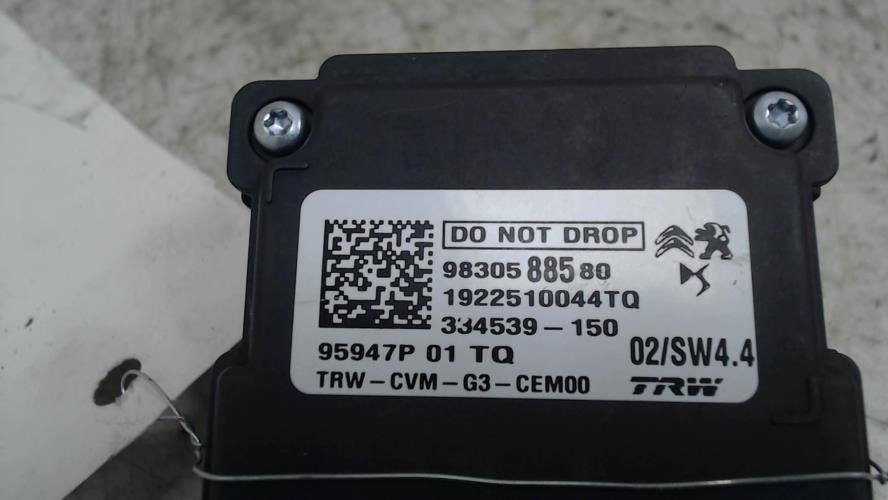 DO NOT DROP
98305 885 80
1922510044TQ
334539-150
95947P 01 TQ
02/SW4.4
TRW-CVM-G3-CEM00
TRW